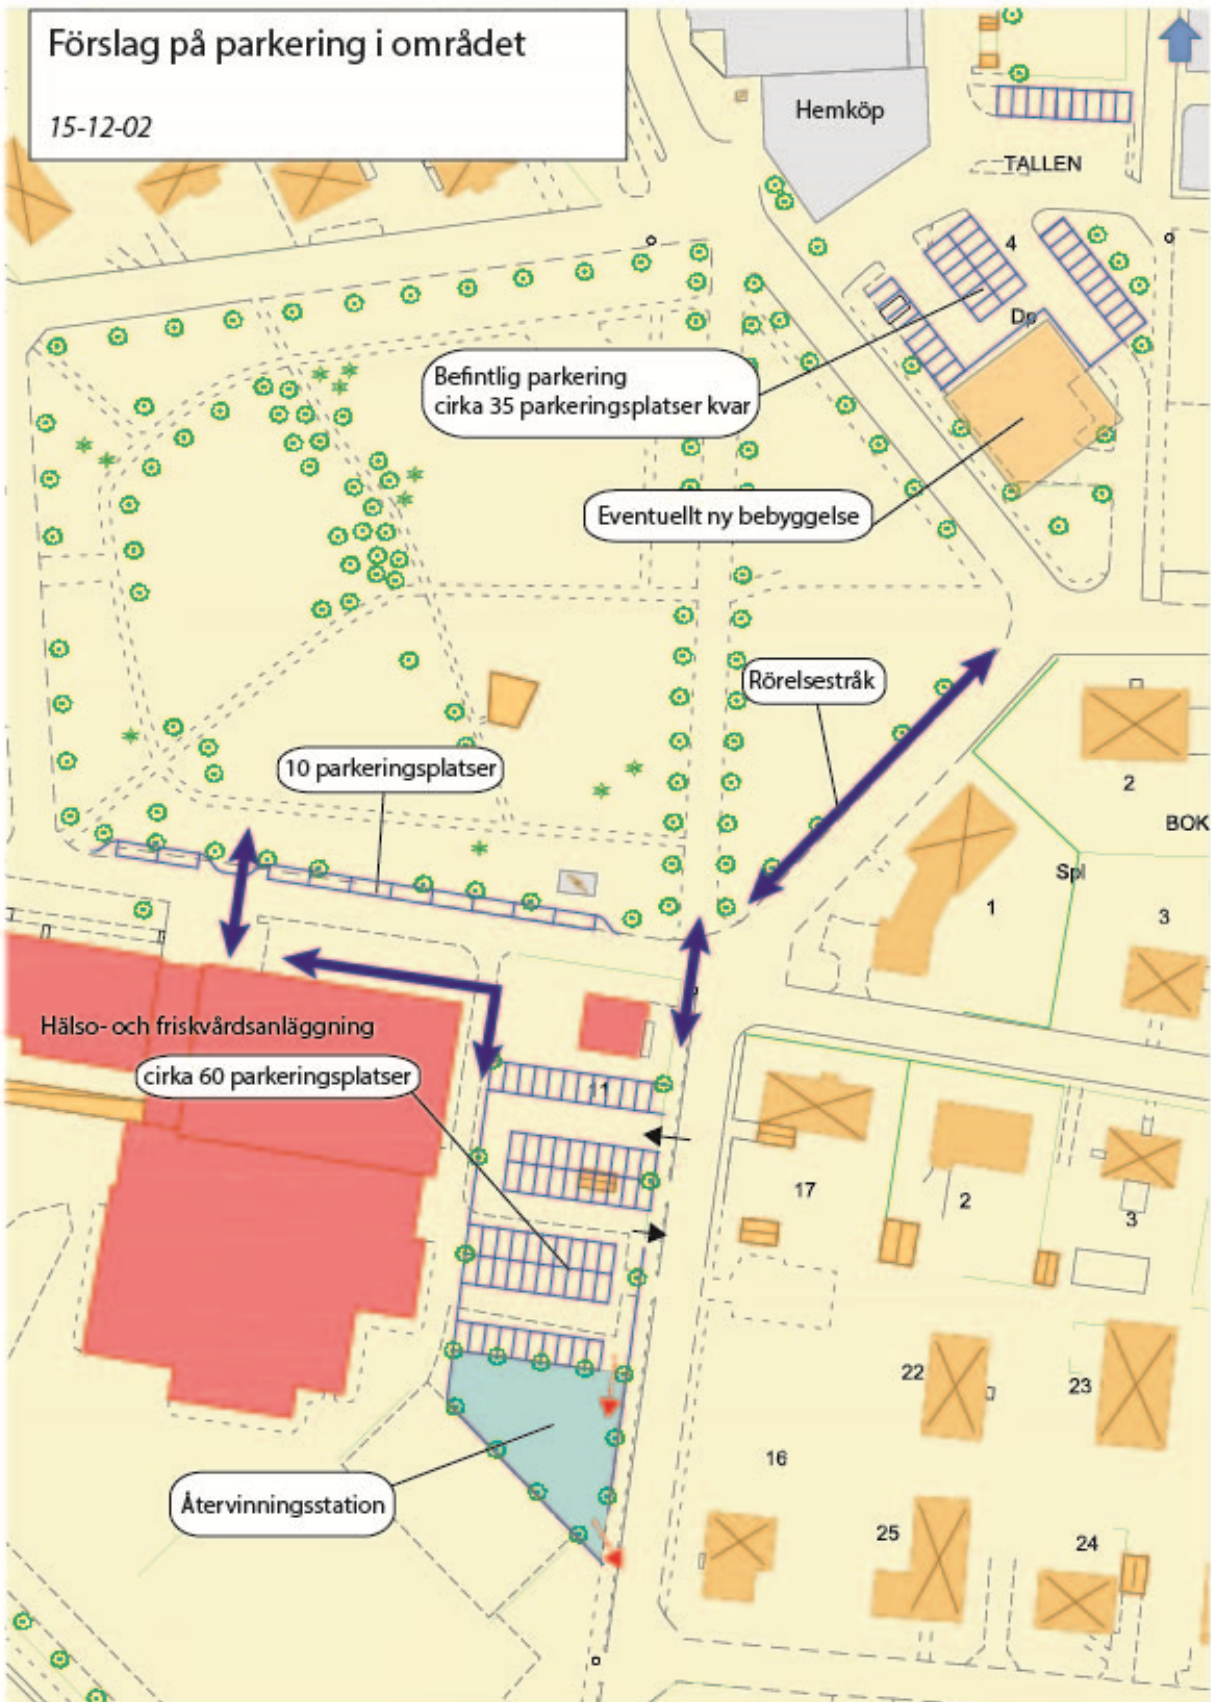 Förslag på parkering i området
15-12-02
Hemköp
TALLEN
4
Dp
Befintlig parkering
cirka 35 parkeringsplatser kvar
Eventuellt ny bebyggelse
Rörelsestråk
2
10 parkeringsplatser
BOK
Spl
1
3
Hälso- och friskvårdsanläggning
cirka 60 parkeringsplatser
11
17
2
3
22
23
16
Återvinningsstation
25
24